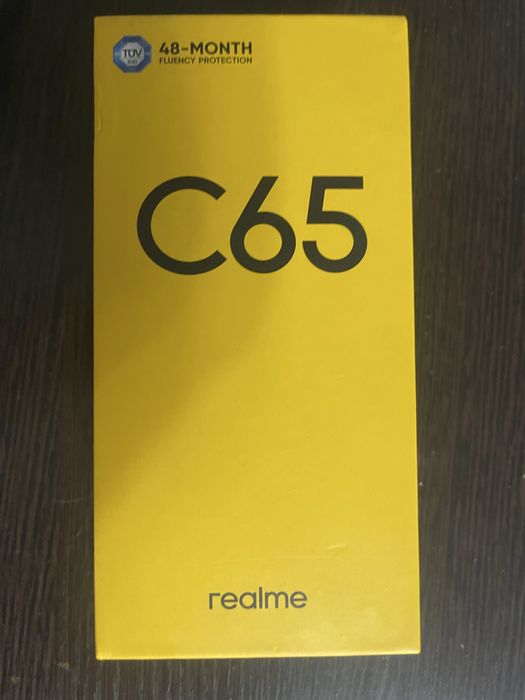 TÜV
48-MONTH
FLUENCY PROTECTION
C65
realme